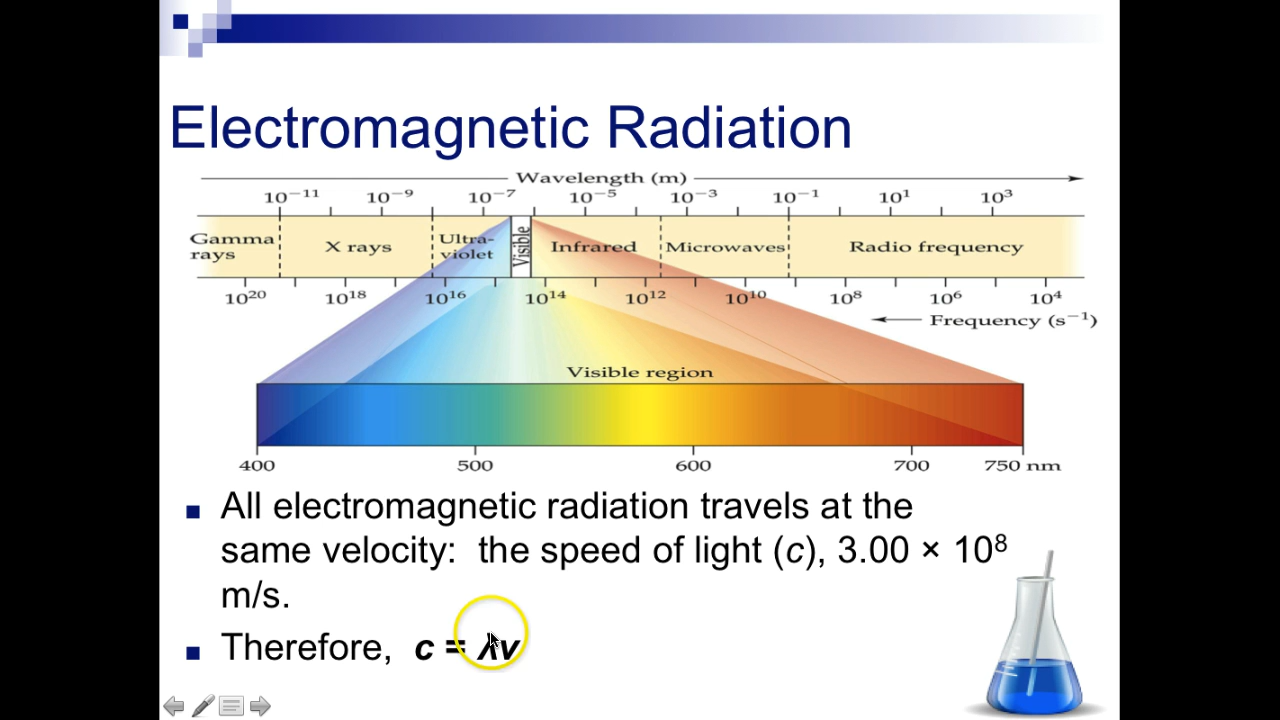 Electromagnetic Radiation
Wavelength (m)
10⁻¹¹ 10⁻⁹ 10⁻⁷ 10⁻⁵ 10⁻³ 10⁻¹ 10¹ 10³
Gamma rays X rays Ultra-violet Visible Infrared Microwaves Radio frequency
10²⁰ 10¹⁸ 10¹⁶ 10¹⁴ 10¹² 10¹⁰ 10⁸ 10⁶ 10⁴
Frequency (s⁻¹)
Visible region
400 500 600 700 750 nm
■ All electromagnetic radiation travels at the
same velocity: the speed of light (c), 3.00 × 10⁸
m/s.
■ Therefore, c = λν